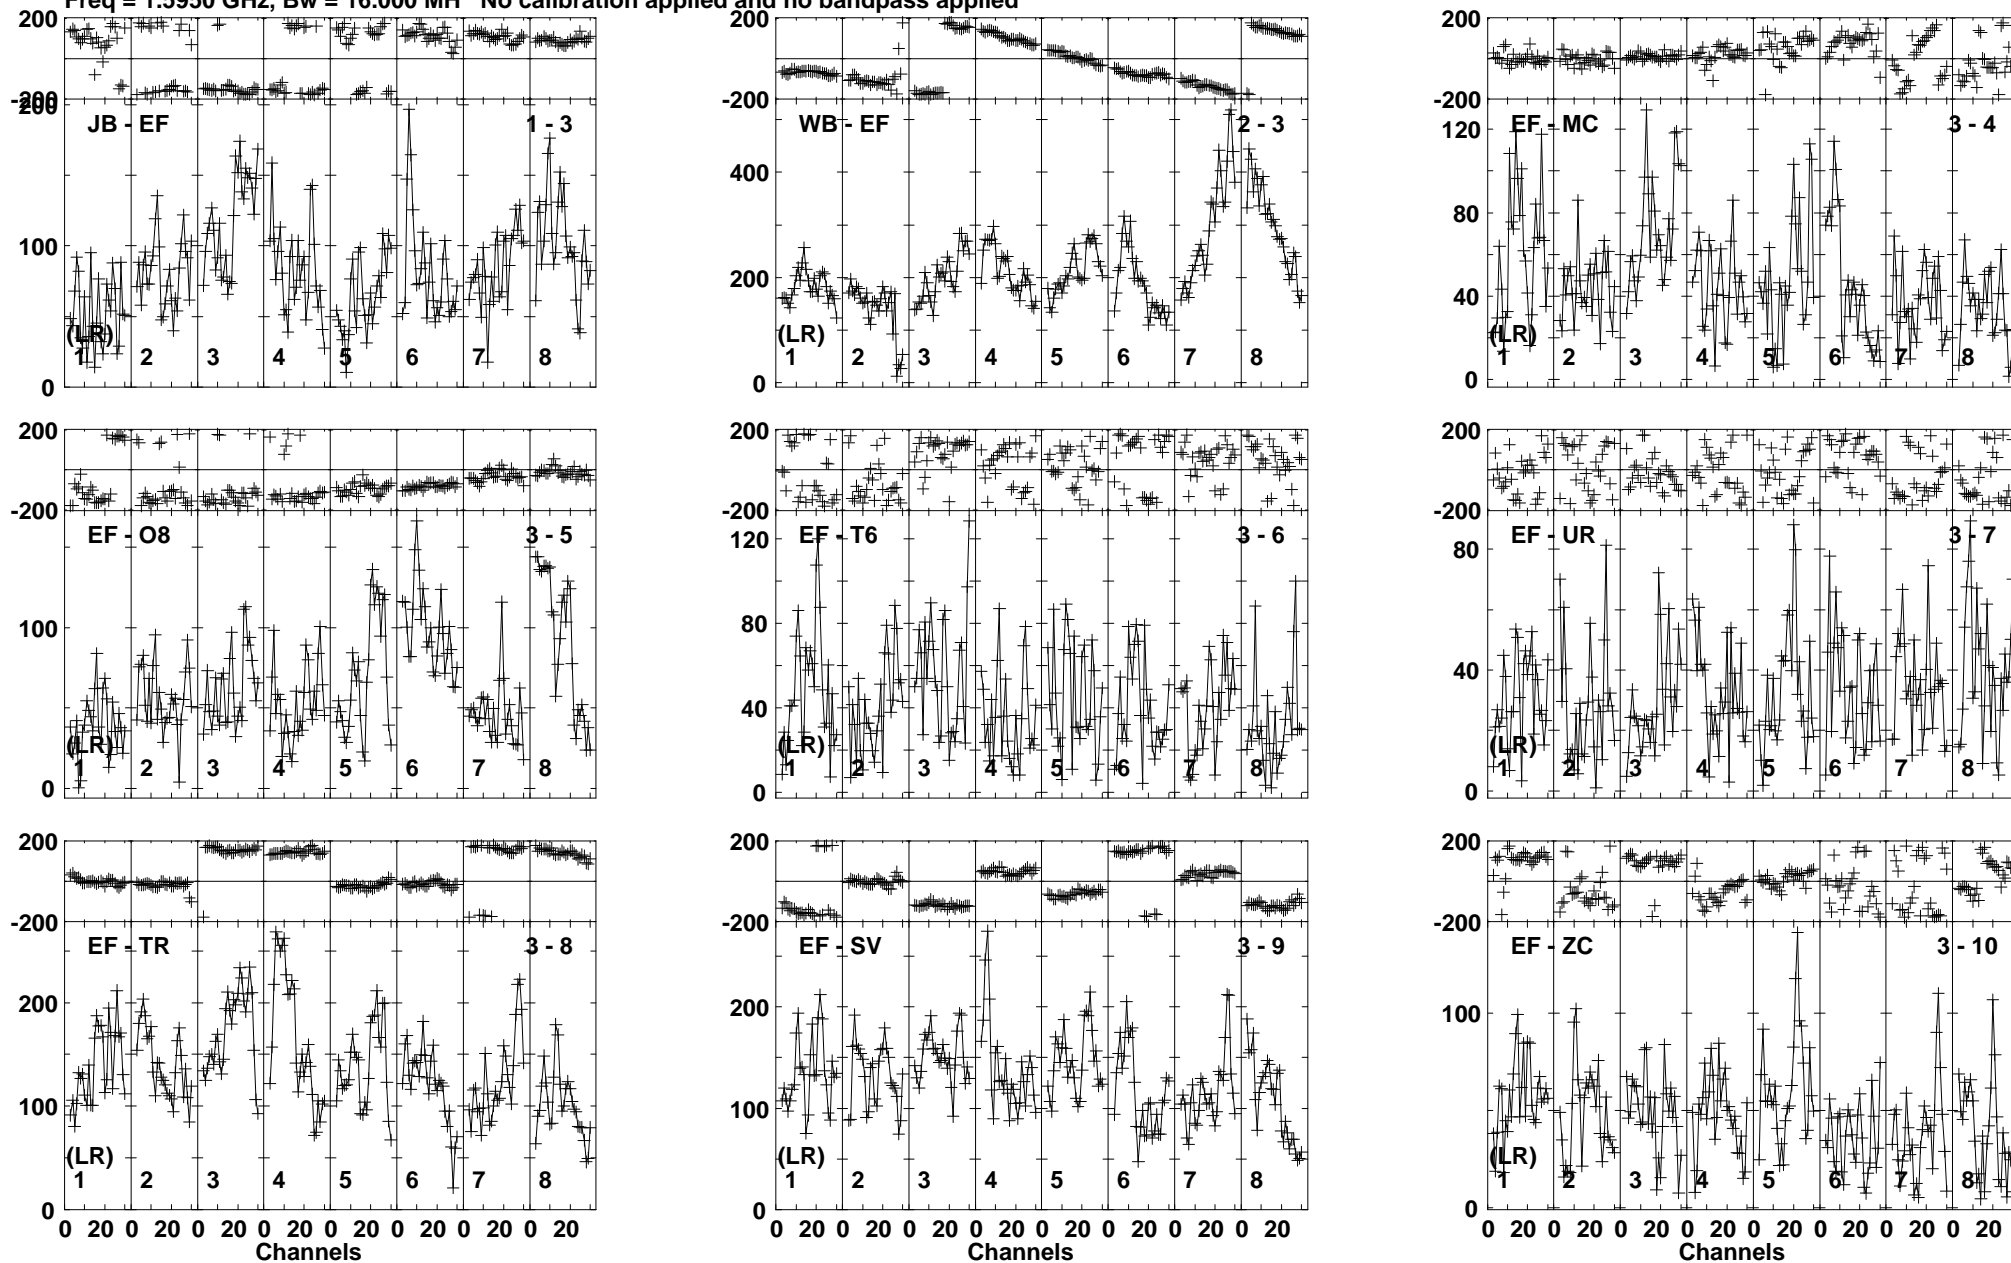 Freq = 1.5950 GHz, Bw = 16.000 MH No calibration applied and no bandpass applied
200 200 200
-200 -200 -200
200
JB - EF 1 - 3 WB - EF 2 - 3 EF - MC 3 - 4
120
400
80
100
200
40
(LR) (LR) (LR)
1 2 3 4 5 6 7 8 1 2 3 4 5 6 7 8 1 2 3 4 5 6 7 8
0 0 0
200 200 200
-200 -200 -200
EF - O8 3 - 5 EF - T6 3 - 6 EF - UR 3 - 7
120 80
100
80
40
40
(LR) (LR) (LR)
1 2 3 4 5 6 7 8 1 2 3 4 5 6 7 8 1 2 3 4 5 6 7 8
0 0 0
200 200 200
-200 -200 -200
EF - TR 3 - 8 EF - SV 3 - 9 EF - ZC 3 - 10
200 200 100
100 100
(LR) (LR) (LR)
1 2 3 4 5 6 7 8 1 2 3 4 5 6 7 8 1 2 3 4 5 6 7 8
0 0 0
0 20 0 20 0 20 0 20 0 20 0 20 0 20 0 20 0 20 0 20 0 20 0 20 0 20 0 20 0 20 0 20 0 20 0 20 0 20 0 20 0 20 0 20 0 20 0 20
Channels Channels Channels